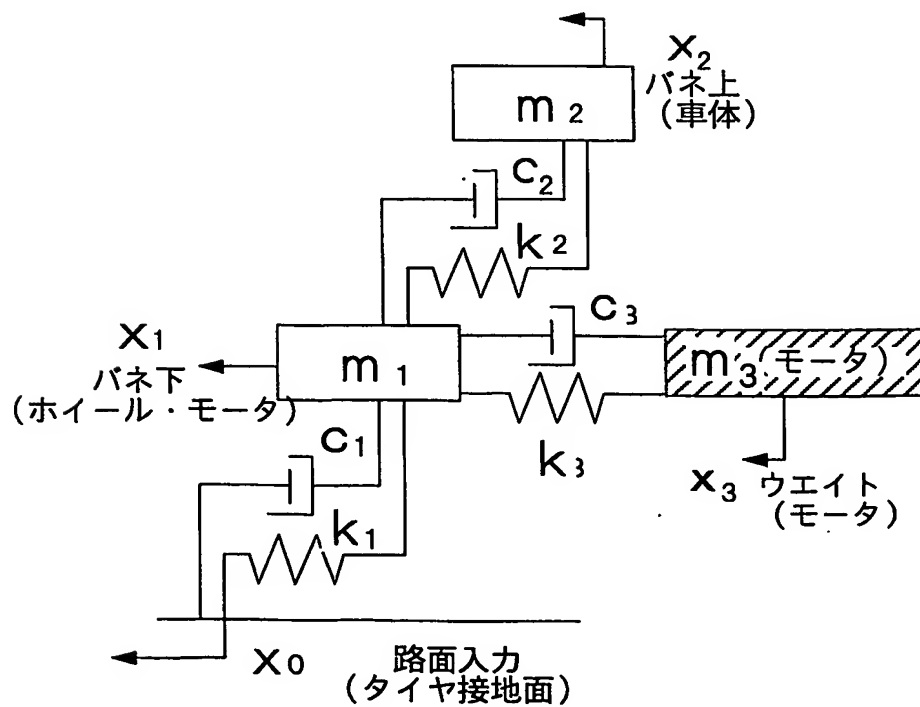 x2
バネ上
(車体)
m2
c2
k2
x1
バネ下
(ホイール・モータ)
m1
c3
m3(モータ)
k3
x3 ウエイト
(モータ)
c1
k1
x0
路面入力
(タイヤ接地面)